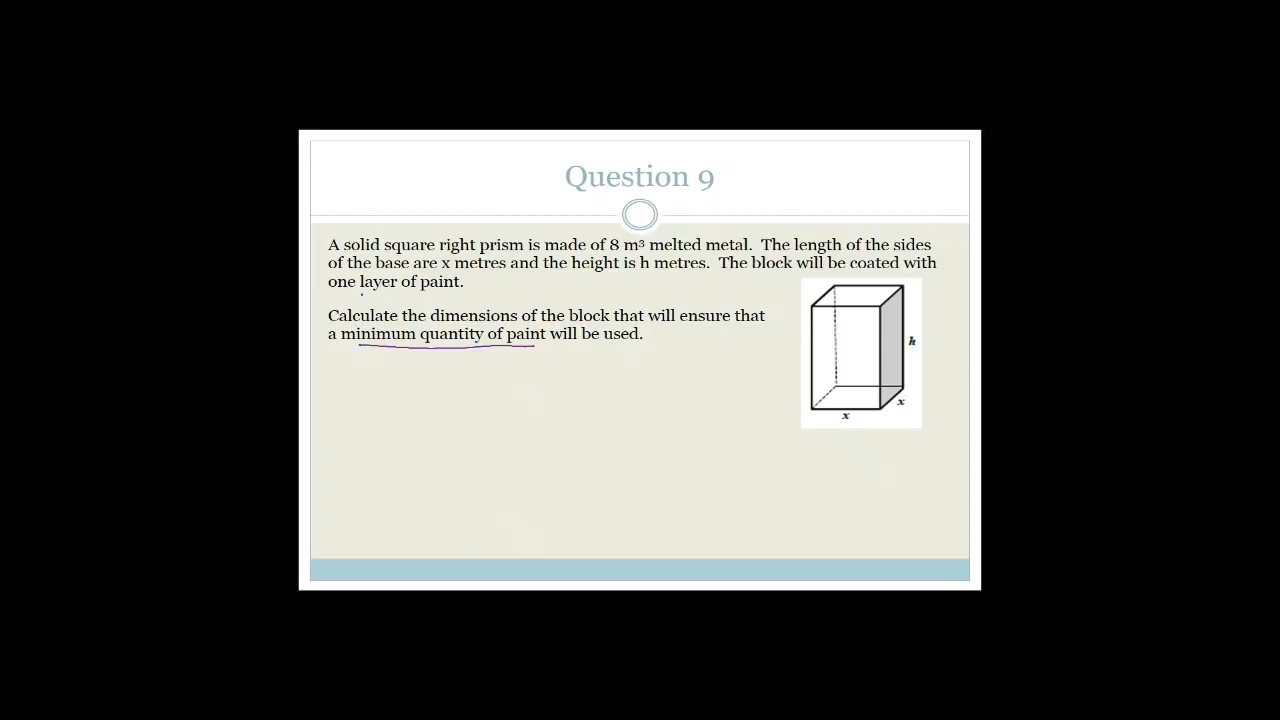 Question 9
A solid square right prism is made of 8 m³ melted metal. The length of the sides
of the base are x metres and the height is h metres. The block will be coated with
one layer of paint.
Calculate the dimensions of the block that will ensure that
a minimum quantity of paint will be used.
h
x
x